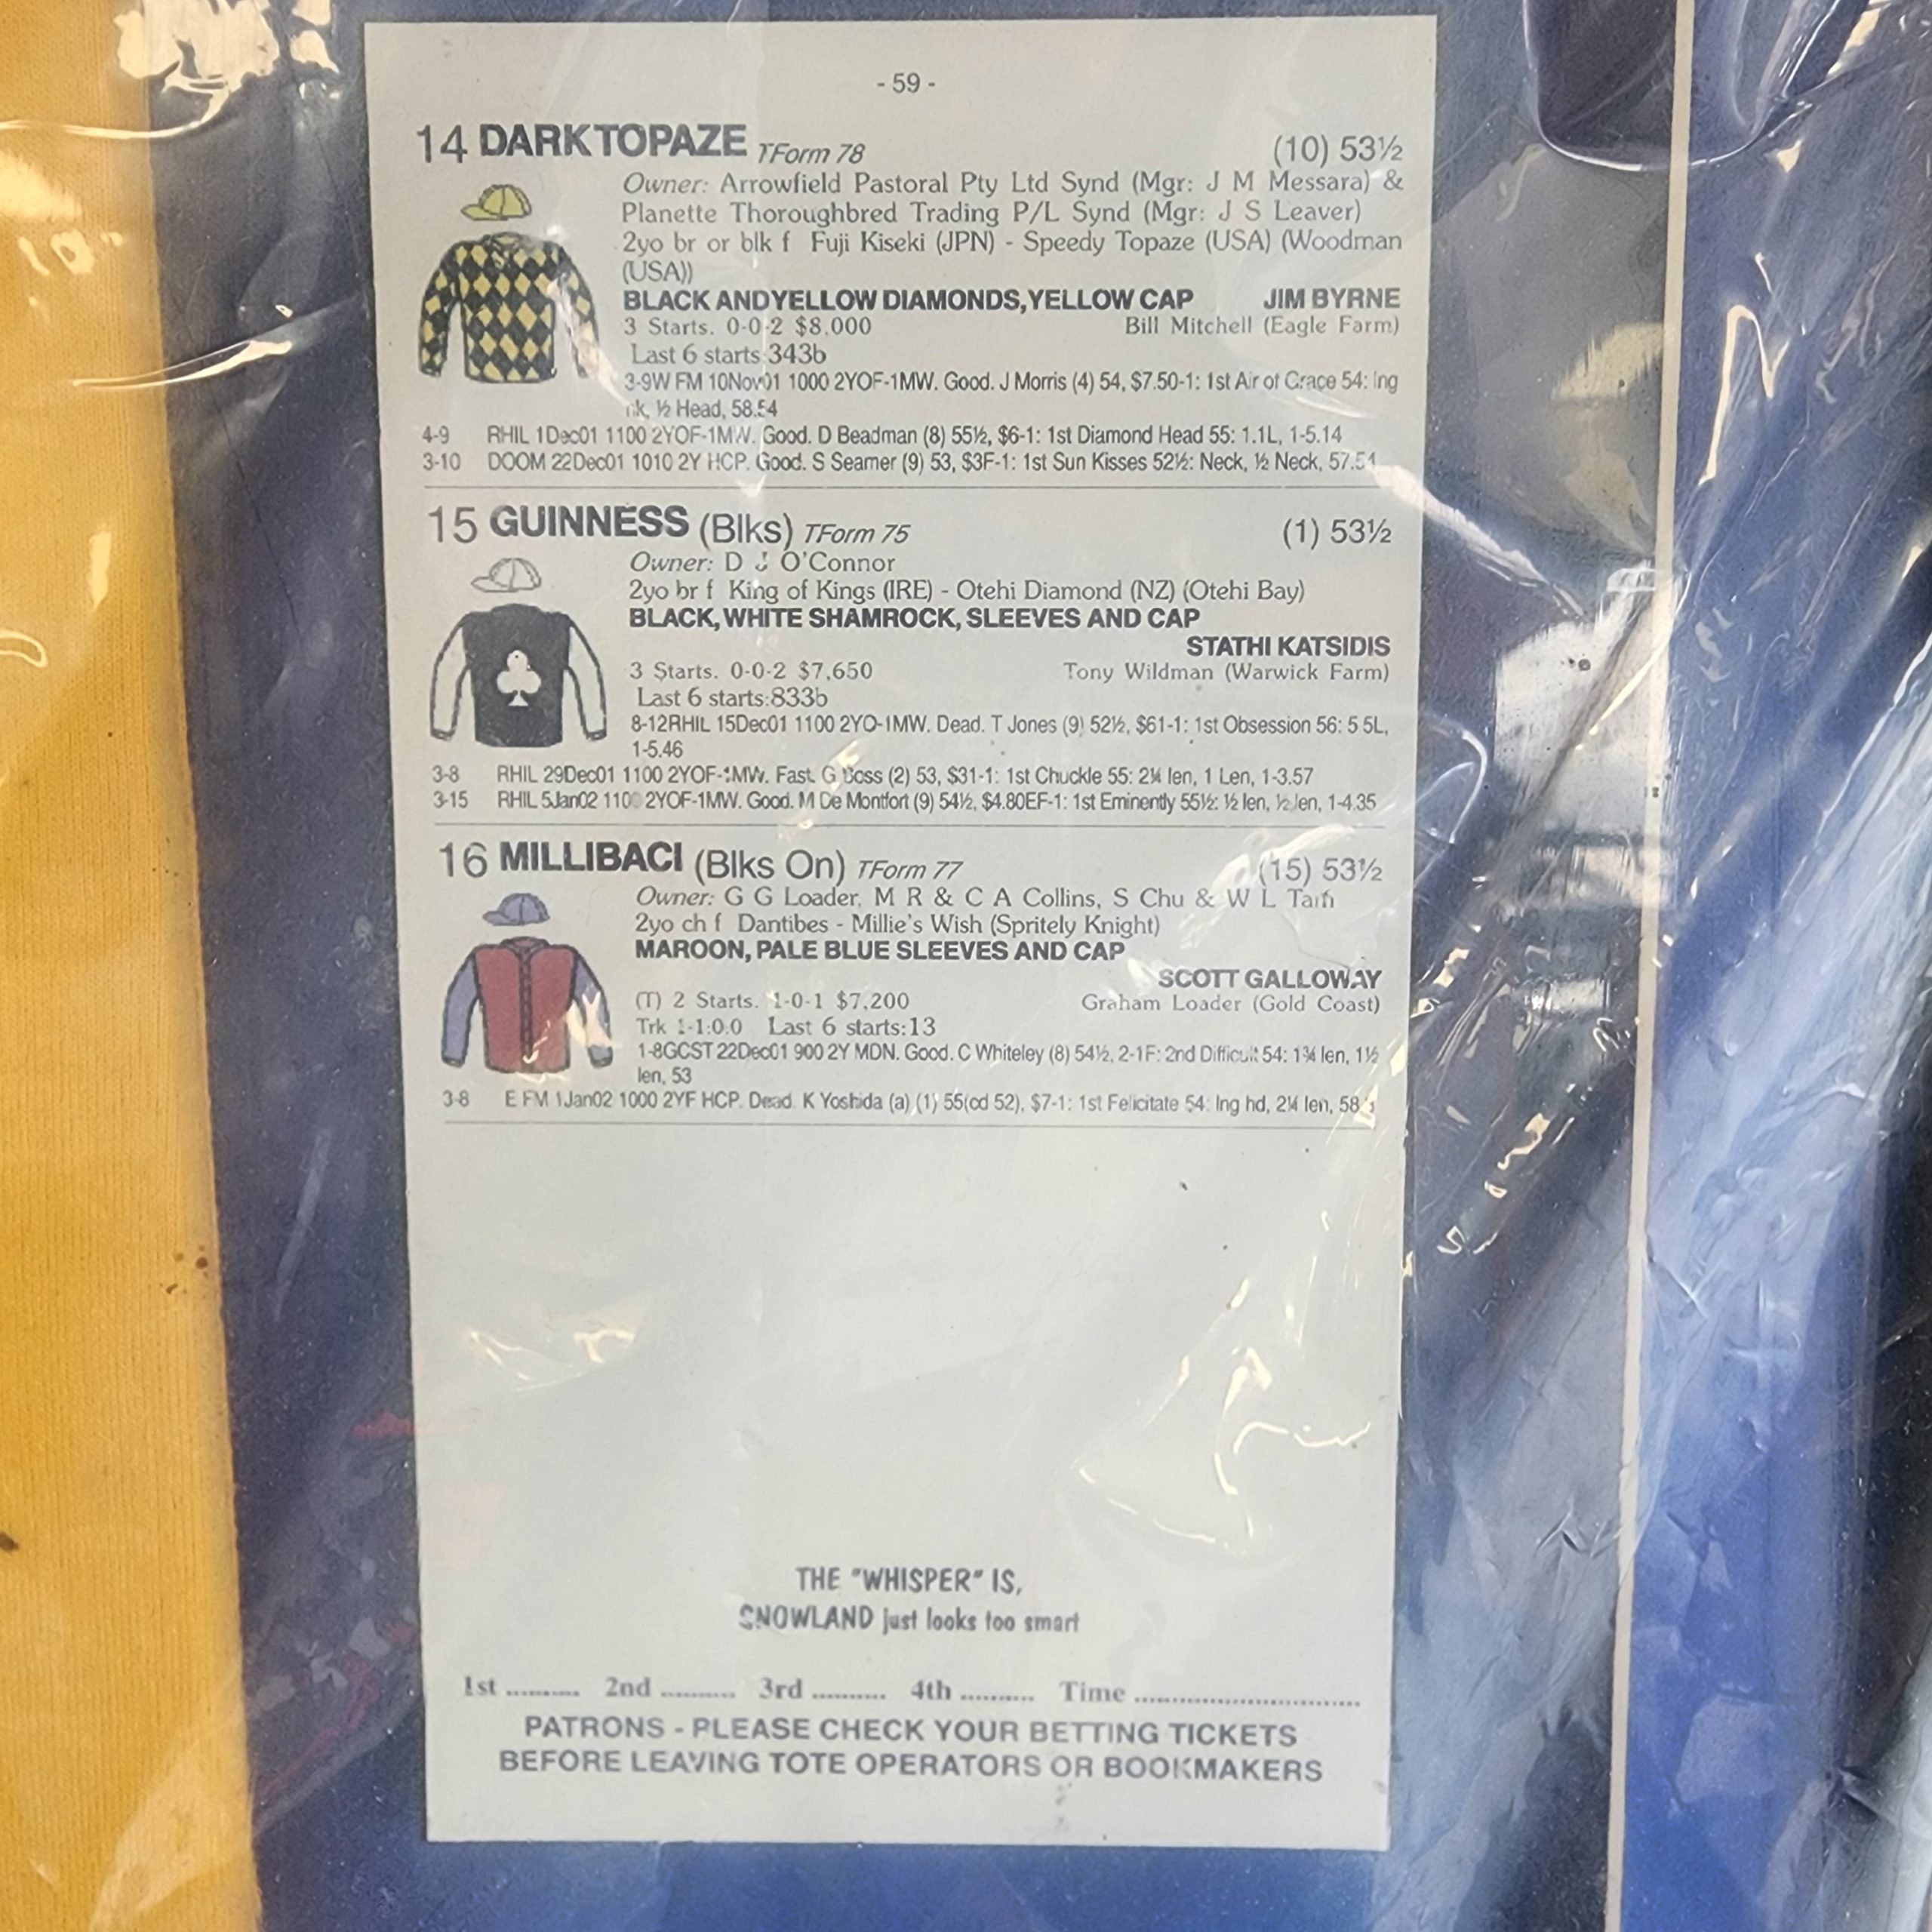 - 59 -
14 DARK TOPAZE TForm 78 (10) 53½
Owner: Arrowfield Pastoral Pty Ltd Synd (Mgr: J M Messara) &
Planette Thoroughbred Trading P/L Synd (Mgr: J S Leaver)
2yo br or blk f Fuji Kiseki (JPN) - Speedy Topaze (USA) (Woodman
(USA))
BLACK AND YELLOW DIAMONDS, YELLOW CAP JIM BYRNE
3 Starts. 0-0-2 $8,000 Bill Mitchell (Eagle Farm)
Last 6 starts:343b
3-9W FM 10Nov01 1000 2YOF-1MW. Good. J Morris (4) 54, $7.50-1: 1st Air of Grace 54: lng
nk, ½ Head, 58.54
4-9 RHIL 1Dec01 1100 2YOF-1MW. Good. D Beadman (8) 55½, $6-1: 1st Diamond Head 55: 1.1L, 1-5.14
3-10 DOOM 22Dec01 1010 2Y HCP. Good. S Seamer (9) 53, $3F-1: 1st Sun Kisses 52½: Neck, ½ Neck, 57.54
15 GUINNESS (Blks) TForm 75 (1) 53½
Owner: D J O'Connor
2yo br f King of Kings (IRE) - Otehi Diamond (NZ) (Otehi Bay)
BLACK, WHITE SHAMROCK, SLEEVES AND CAP
STATHI KATSIDIS
3 Starts. 0-0-2 $7,650 Tony Wildman (Warwick Farm)
Last 6 starts:833b
8-12RHIL 15Dec01 1100 2YO-1MW. Dead. T Jones (9) 52½, $61-1: 1st Obsession 56: 5 5L,
1-5.46
3-8 RHIL 29Dec01 1100 2YOF-1MW. Fast. G Boss (2) 53, $31-1: 1st Chuckle 55: 2¼ len, 1 Len, 1-3.57
3-15 RHIL 5Jan02 1100 2YOF-1MW. Good. M De Montfort (9) 54½, $4.80EF-1: 1st Eminently 55½: ½ len, ½ len, 1-4.35
16 MILLIBACI (Blks On) TForm 77 (15) 53½
Owner: G G Loader, M R & C A Collins, S Chu & W L
2yo ch f Dantibes - Millie's Wish (Spritely Knight)
MAROON, PALE BLUE SLEEVES AND CAP
SCOTT GALLOWAY
(T) 2 Starts. 1-0-1 $7,200 Graham Loader (Gold Coast)
Trk 1-1:0.0 Last 6 starts:13
1-8GCST 22Dec01 900 2Y MDN. Good. C Whiteley (8) 54½, 2-1F: 2nd Difficult 54: 1¾ len, 1½
len, 53
3-8 E FM 1Jan02 1000 2YF HCP. Dead. K Yoshida (a) (1) 55(cd 52), $7-1: 1st Felicitate 54: lng hd, 2¼ len,
THE "WHISPER" IS,
SNOWLAND just looks too smart
1st .......... 2nd .......... 3rd .......... 4th .......... Time ................................
PATRONS - PLEASE CHECK YOUR BETTING TICKETS
BEFORE LEAVING TOTE OPERATORS OR BOOKMAKERS